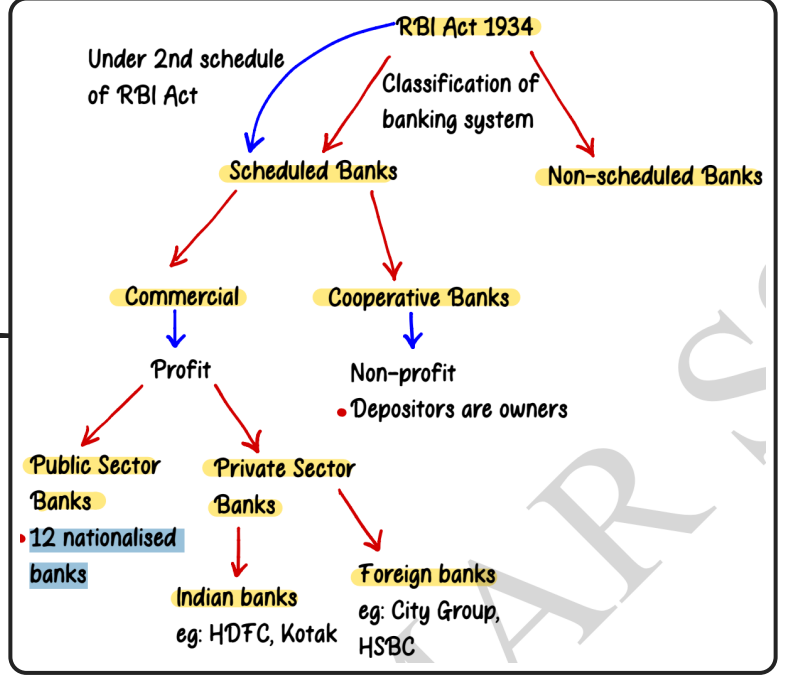 RBI Act 1934
Under 2nd schedule
of RBI Act
Classification of
banking system
Scheduled Banks
Non-scheduled Banks
Commercial
Cooperative Banks
Profit
Non-profit
• Depositors are owners
Public Sector
Banks
• 12 nationalised
banks
Private Sector
Banks
Indian banks
eg: HDFC, Kotak
Foreign banks
eg: City Group,
HSBC